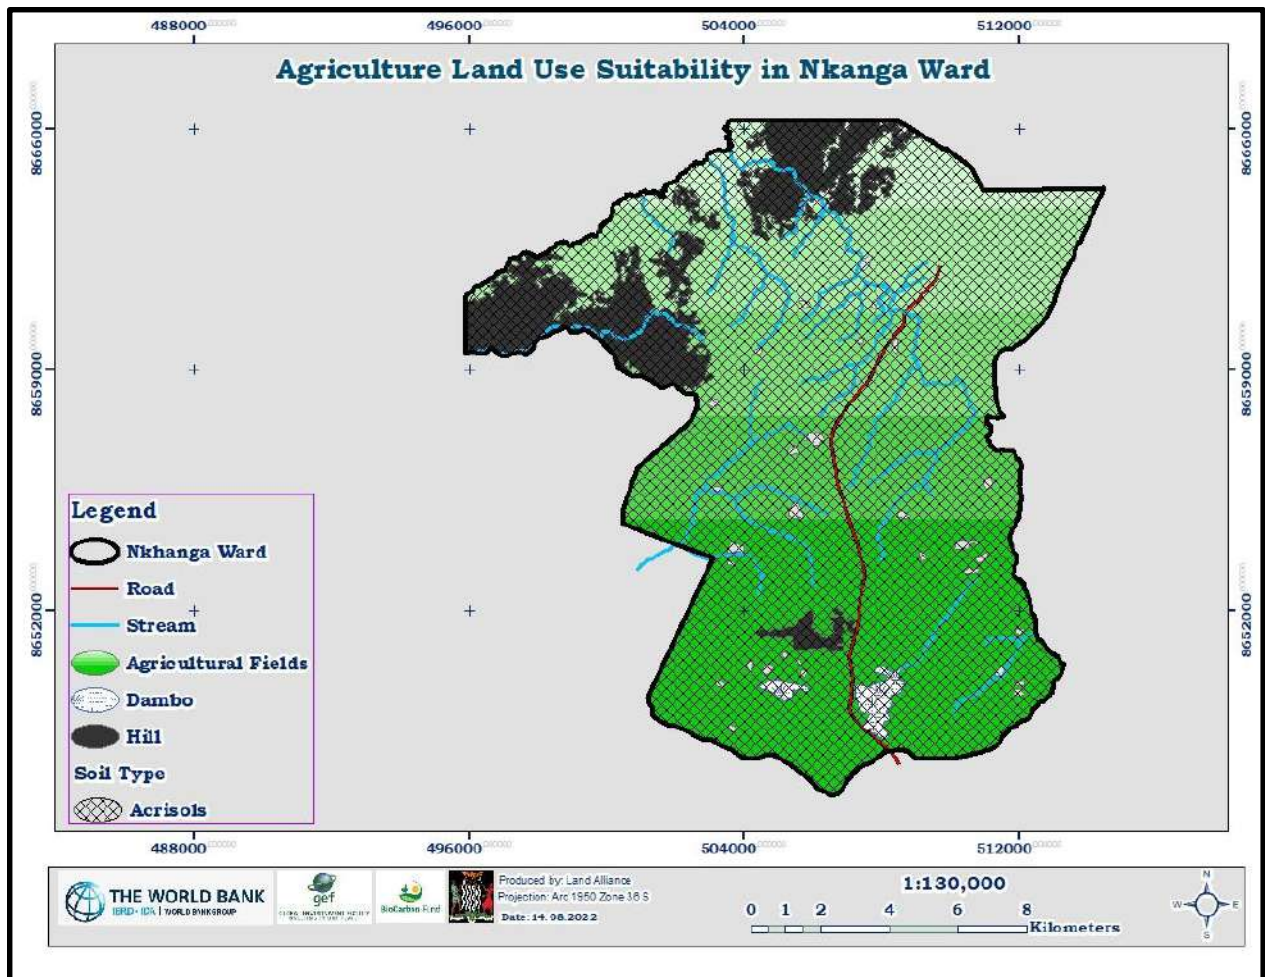 488000 496000 504000 512000
Agriculture Land Use Suitability in Nkanga Ward
8666000 8666000
8659000 8659000
8652000 8652000
Legend
Nkhanga Ward
Road
Stream
Agricultural Fields
Dambo
Hill
Soil Type
Acrisols
488000 496000 504000 512000
THE WORLD BANK
IBRD • IDA | WORLD BANK GROUP
gef
BioCarbon Fund
Produced by: Land Alliance
Projection: Arc 1950 Zone 36 S
Date: 14.08.2022
1:130,000
0 1 2 4 6 8
Kilometers
N
W E
S